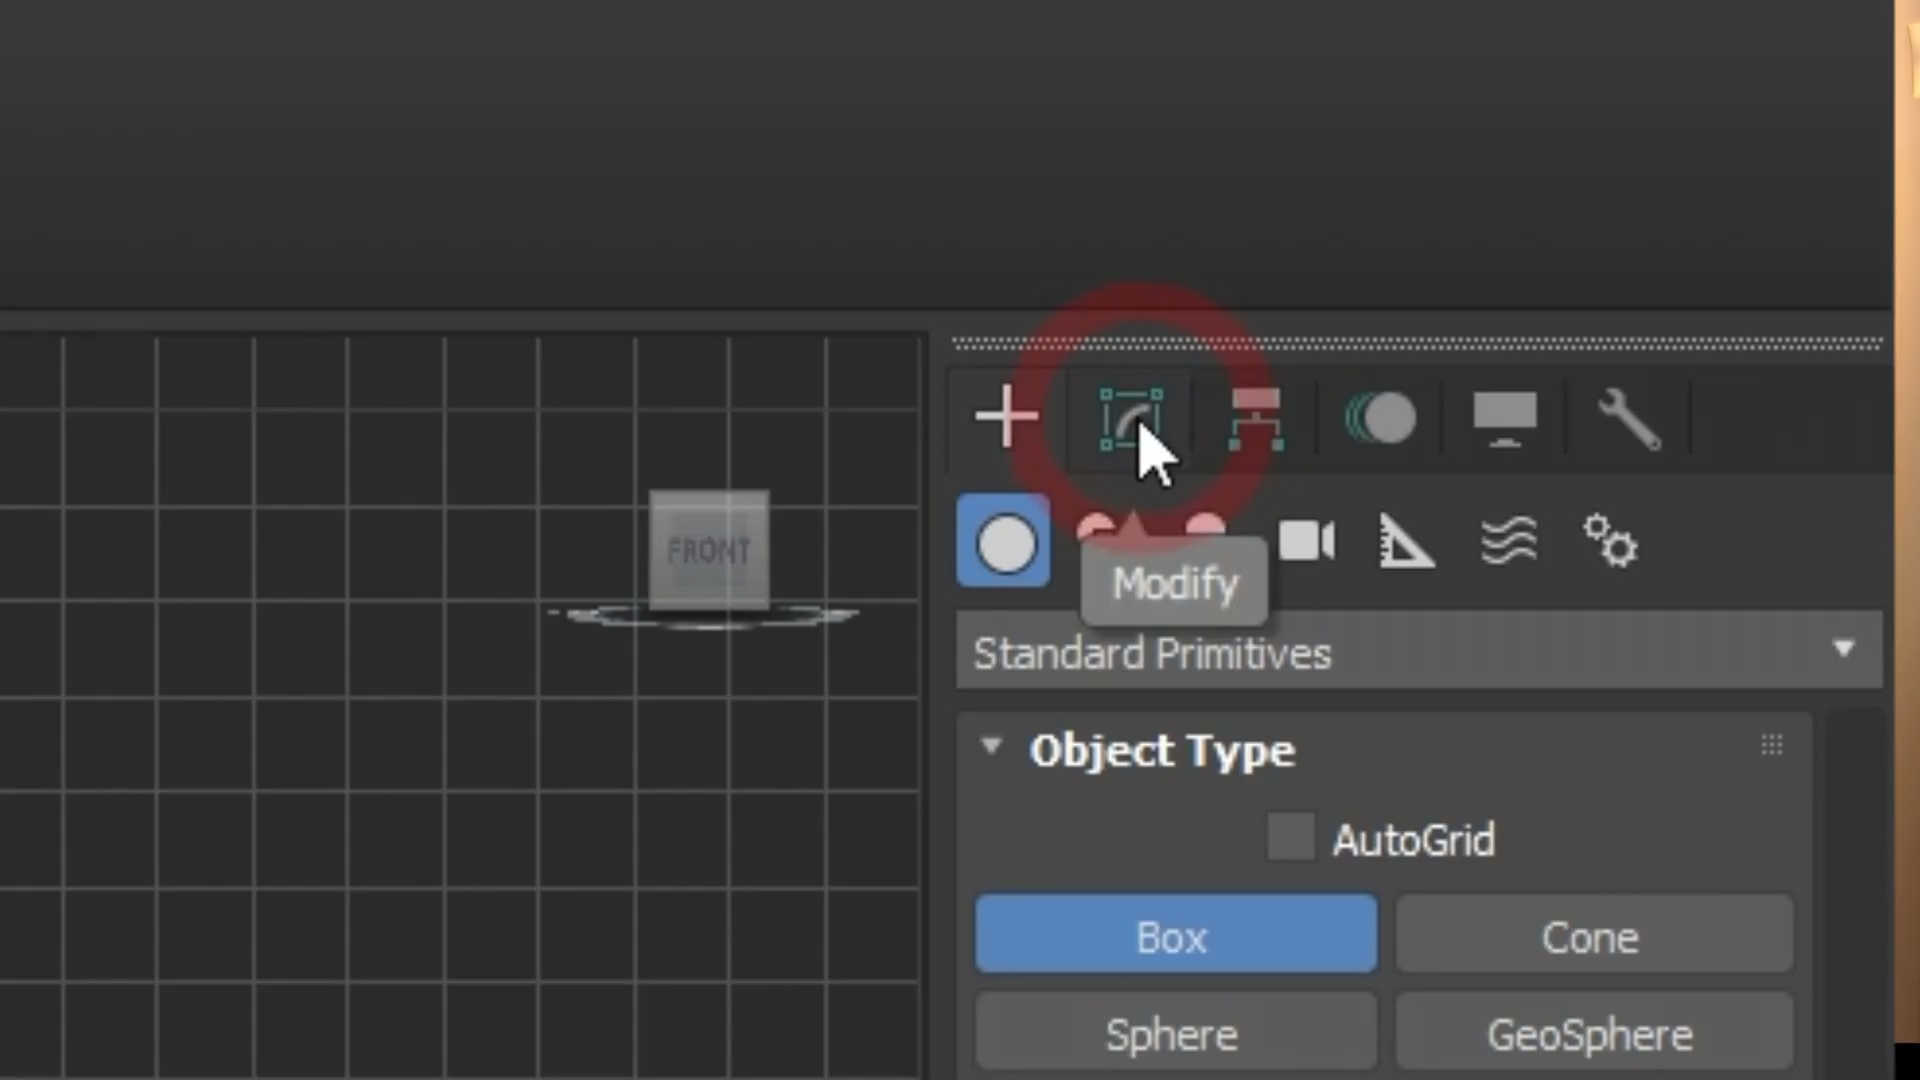 FRONT
Modify
Standard Primitives
Object Type
AutoGrid
Box
Cone
Sphere
GeoSphere